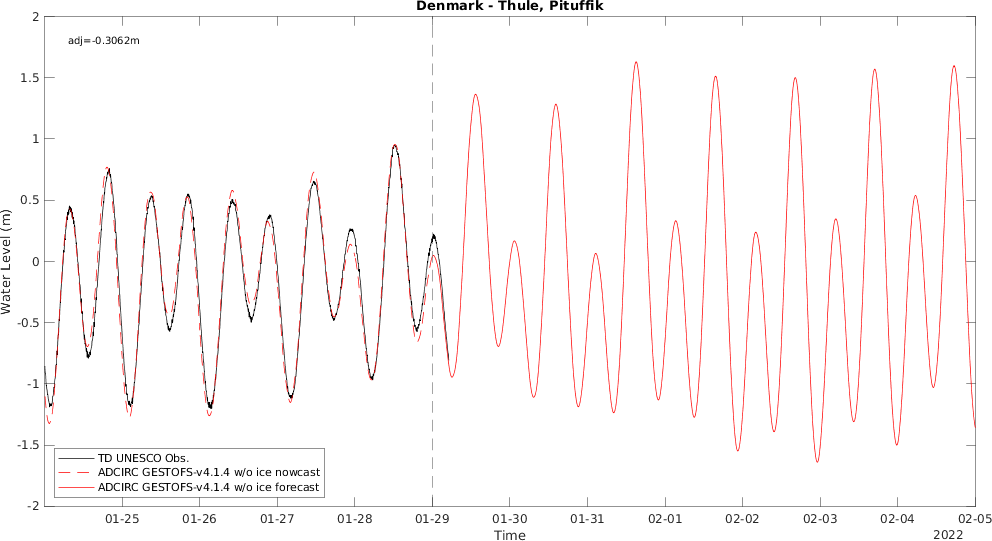 Denmark - Thule, Pituffik
adj=-0.3062m
2
1.5
1
0.5
0
-0.5
-1
-1.5
-2
Water Level (m)
TD UNESCO Obs.
ADCIRC GESTOFS-v4.1.4 w/o ice nowcast
ADCIRC GESTOFS-v4.1.4 w/o ice forecast
01-25 01-26 01-27 01-28 01-29 01-30 01-31 02-01 02-02 02-03 02-04 02-05
Time
2022